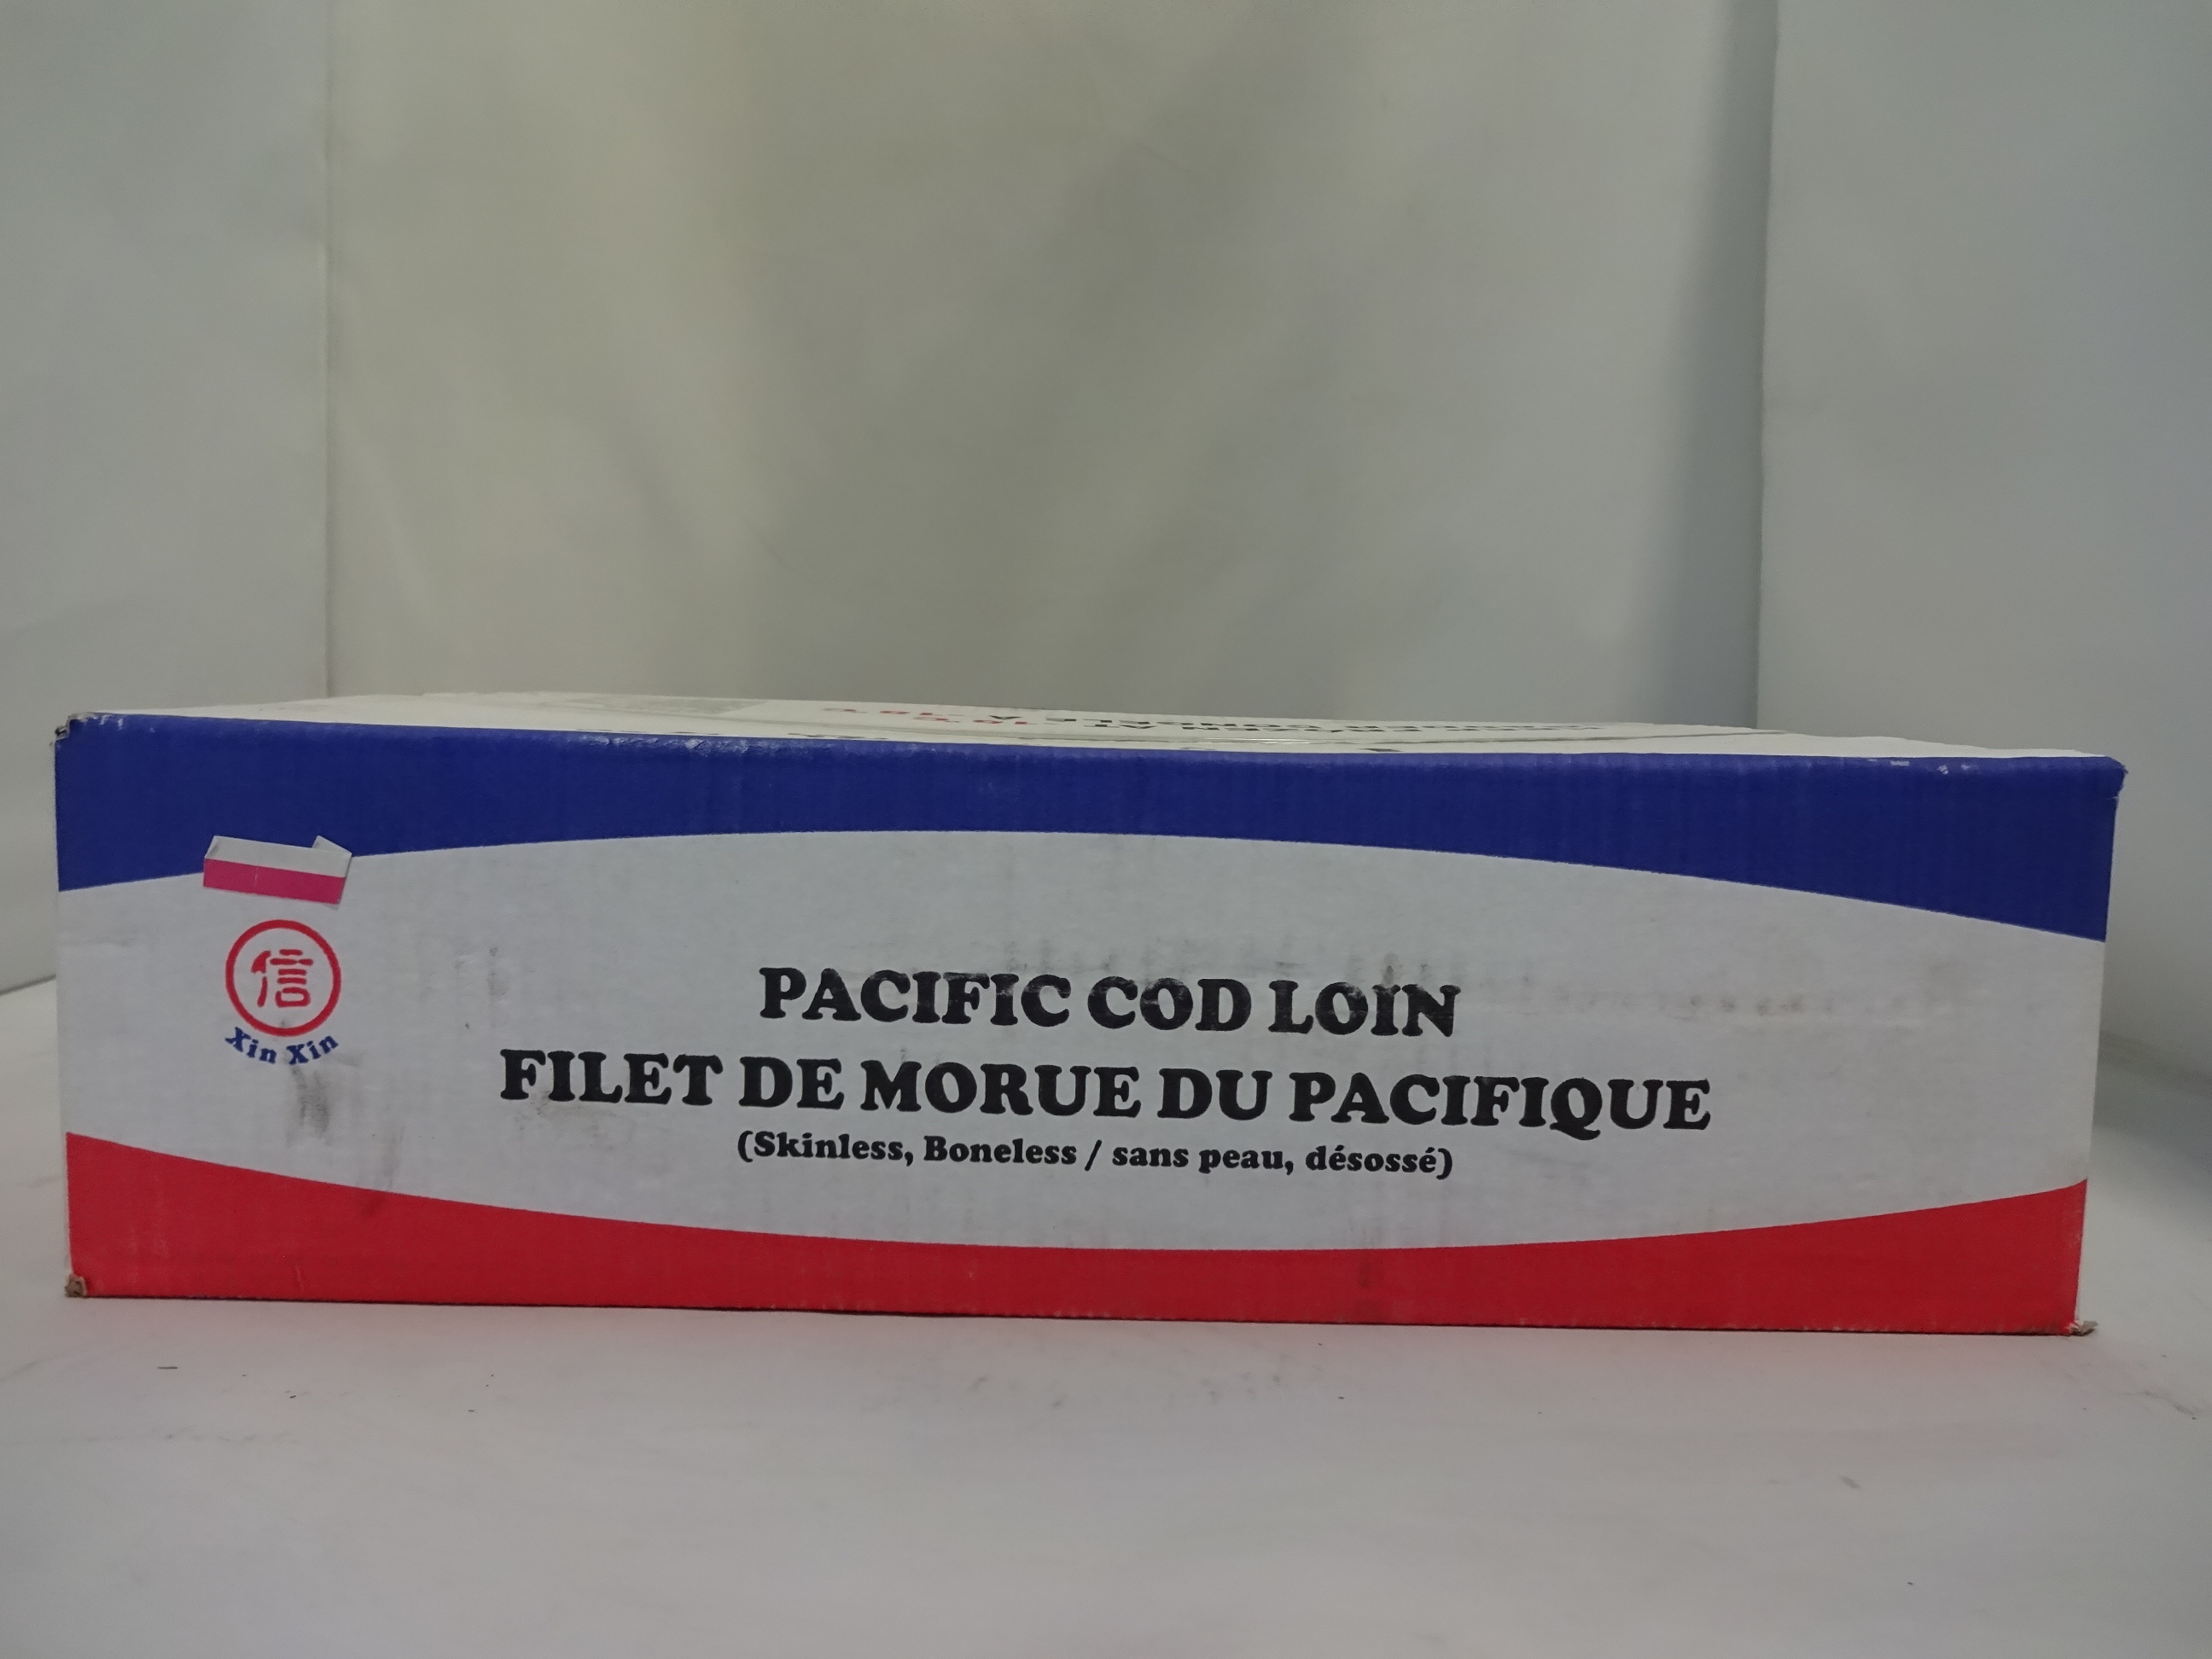 信
Xin Xin
PACIFIC COD LOIN
FILET DE MORUE DU PACIFIQUE
(Skinless, Boneless / sans peau, désossé)